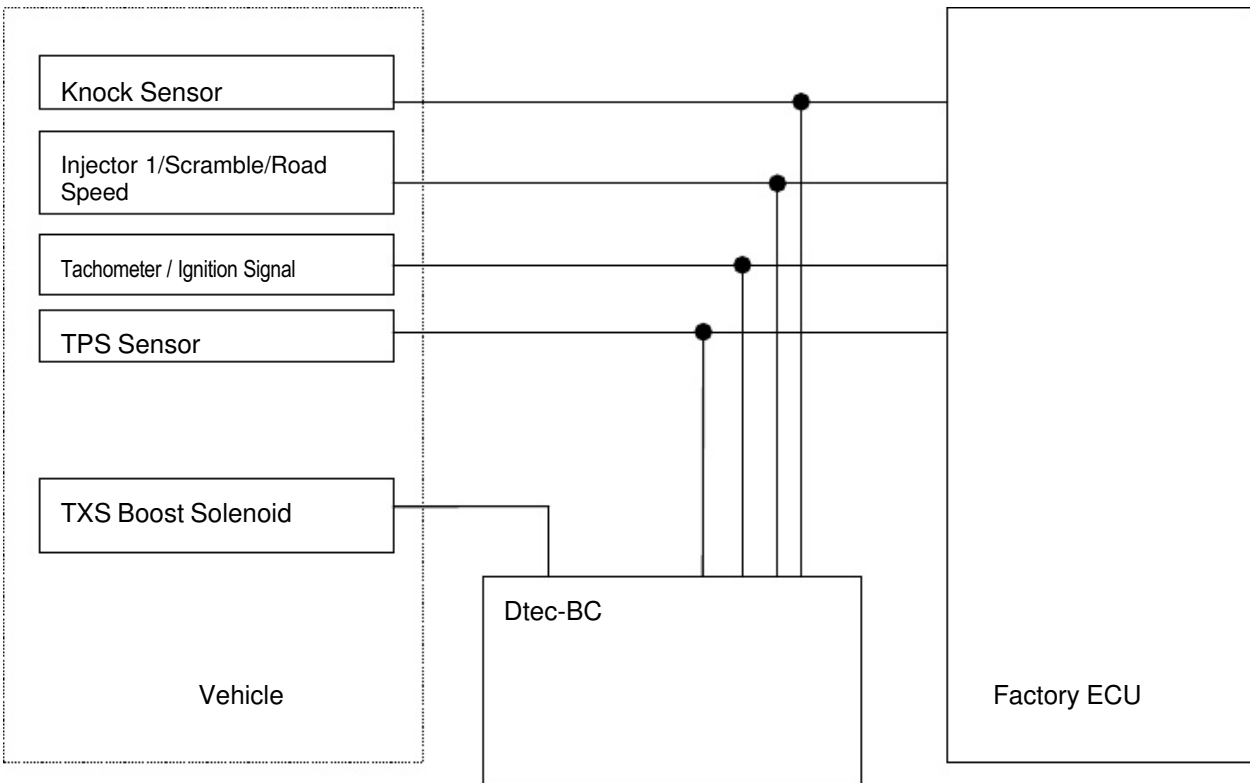 Knock Sensor
Injector 1/Scramble/Road
Speed
Tachometer / Ignition Signal
TPS Sensor
TXS Boost Solenoid
Dtec-BC
Vehicle
Factory ECU